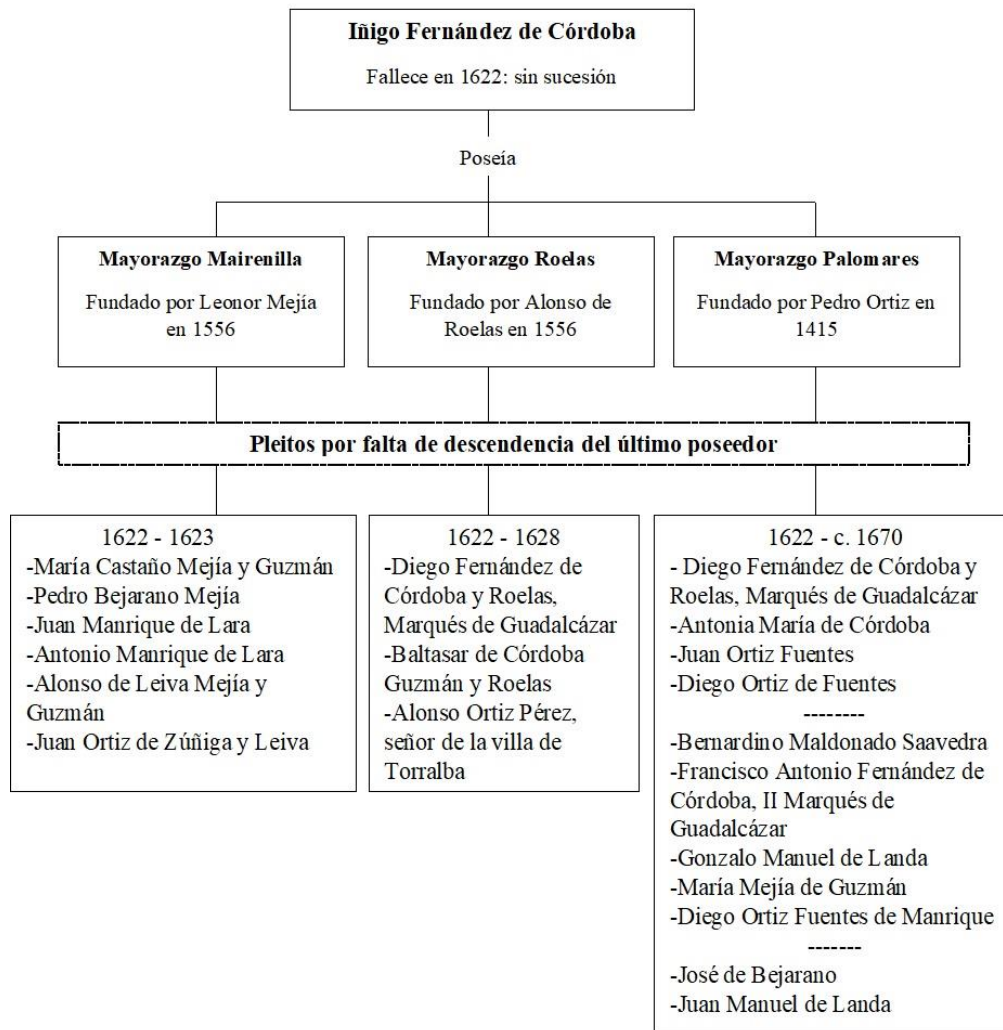 Iñigo Fernández de Córdoba
Fallece en 1622: sin sucesión
Poseía
Mayorazgo Mairenilla
Fundado por Leonor Mejía
en 1556
Mayorazgo Roelas
Fundado por Alonso de
Roelas en 1556
Mayorazgo Palomares
Fundado por Pedro Ortiz en
1415
Pleitos por falta de descendencia del último poseedor
1622 - 1623
-María Castaño Mejía y Guzmán
-Pedro Bejarano Mejía
-Juan Manrique de Lara
-Antonio Manrique de Lara
-Alonso de Leiva Mejía y
Guzmán
-Juan Ortiz de Zúñiga y Leiva
1622 - 1628
-Diego Fernández de
Córdoba y Roelas,
Marqués de Guadalcázar
-Baltasar de Córdoba
Guzmán y Roelas
-Alonso Ortiz Pérez,
señor de la villa de
Torralba
1622 - c. 1670
- Diego Fernández de Córdoba y
Roelas, Marqués de Guadalcázar
-Antonia María de Córdoba
-Juan Ortiz Fuentes
-Diego Ortiz de Fuentes
--------
-Bernardino Maldonado Saavedra
-Francisco Antonio Fernández de
Córdoba, II Marqués de
Guadalcázar
-Gonzalo Manuel de Landa
-María Mejía de Guzmán
-Diego Ortiz Fuentes de Manrique
-------
-José de Bejarano
-Juan Manuel de Landa